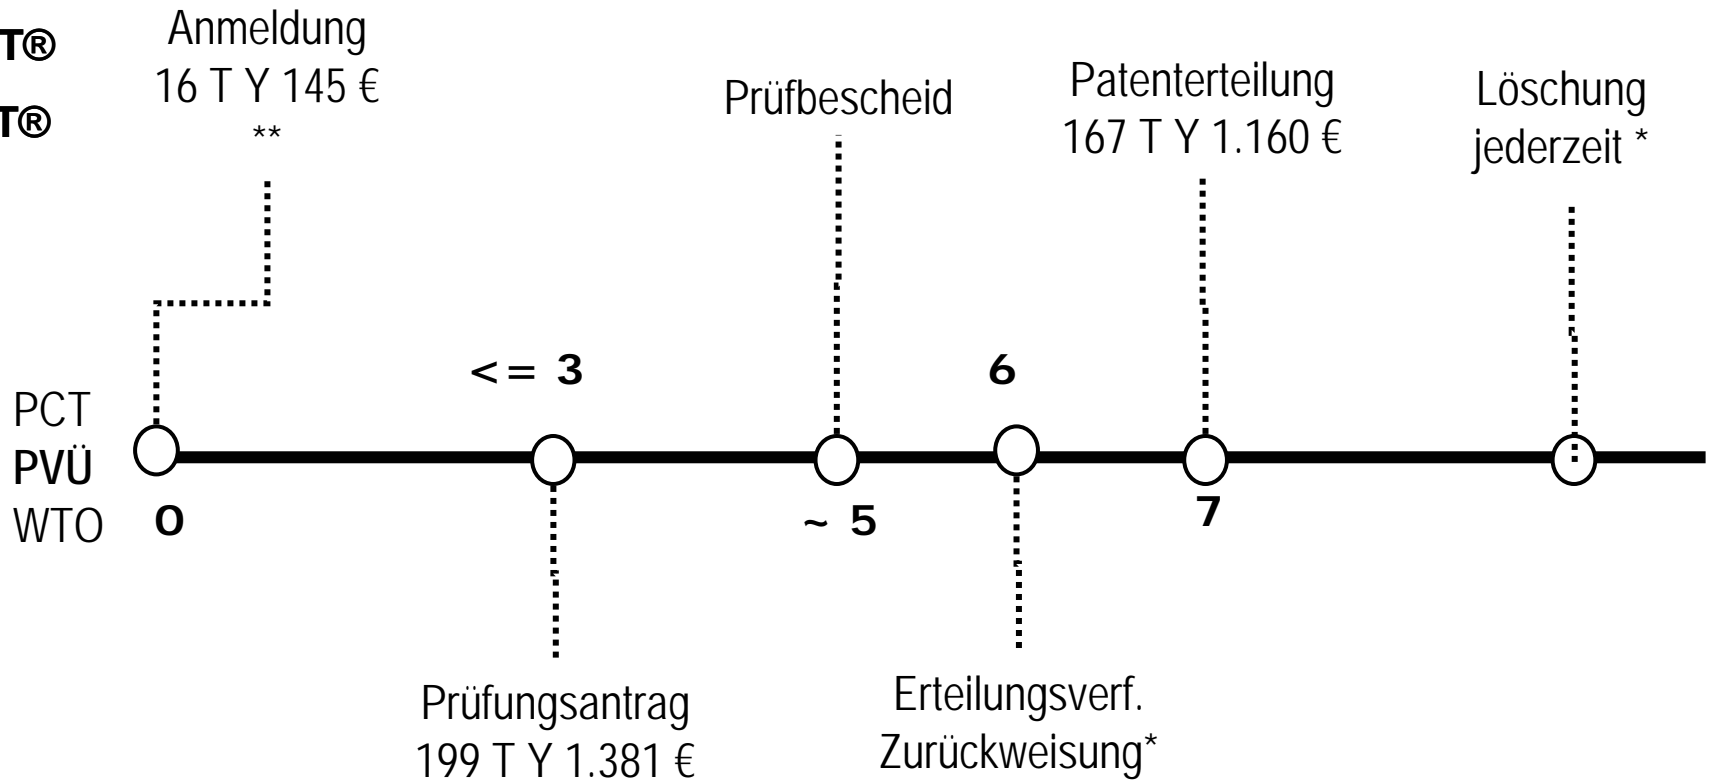 T®
T®
Anmeldung
16 T Y 145 €
**
Prüfbescheid
Patenterteilung
167 T Y 1.160 €
Löschung
jederzeit *
<= 3
6
PCT
PVÜ
WTO
0
~ 5
7
Prüfungsantrag
199 T Y 1.381 €
Erteilungsverf.
Zurückweisung*